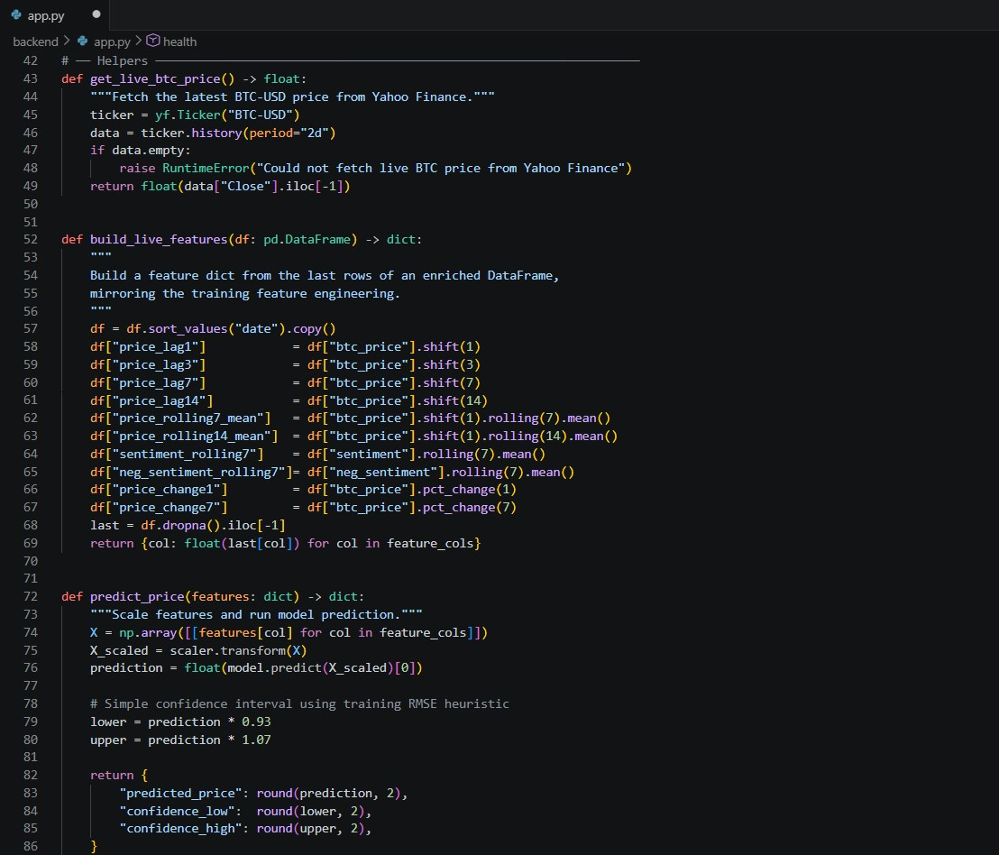 app.py
backend > app.py > health
42 # — Helpers ———————————————————————————————————
43 def get_live_btc_price() -> float:
44     """Fetch the latest BTC-USD price from Yahoo Finance."""
45     ticker = yf.Ticker("BTC-USD")
46     data = ticker.history(period="2d")
47     if data.empty:
48         raise RuntimeError("Could not fetch live BTC price from Yahoo Finance")
49     return float(data["Close"].iloc[-1])
50
51
52 def build_live_features(df: pd.DataFrame) -> dict:
53     """
54     Build a feature dict from the last rows of an enriched DataFrame,
55     mirroring the training feature engineering.
56     """
57     df = df.sort_values("date").copy()
58     df["price_lag1"]            = df["btc_price"].shift(1)
59     df["price_lag3"]            = df["btc_price"].shift(3)
60     df["price_lag7"]            = df["btc_price"].shift(7)
61     df["price_lag14"]           = df["btc_price"].shift(14)
62     df["price_rolling7_mean"]   = df["btc_price"].shift(1).rolling(7).mean()
63     df["price_rolling14_mean"]  = df["btc_price"].shift(1).rolling(14).mean()
64     df["sentiment_rolling7"]    = df["sentiment"].rolling(7).mean()
65     df["neg_sentiment_rolling7"]= df["neg_sentiment"].rolling(7).mean()
66     df["price_change1"]         = df["btc_price"].pct_change(1)
67     df["price_change7"]         = df["btc_price"].pct_change(7)
68     last = df.dropna().iloc[-1]
69     return {col: float(last[col]) for col in feature_cols}
70
71
72 def predict_price(features: dict) -> dict:
73     """Scale features and run model prediction."""
74     X = np.array([[features[col] for col in feature_cols]])
75     X_scaled = scaler.transform(X)
76     prediction = float(model.predict(X_scaled)[0])
77
78     # Simple confidence interval using training RMSE heuristic
79     lower = prediction * 0.93
80     upper = prediction * 1.07
81
82     return {
83         "predicted_price": round(prediction, 2),
84         "confidence_low":  round(lower, 2),
85         "confidence_high": round(upper, 2),
86     }